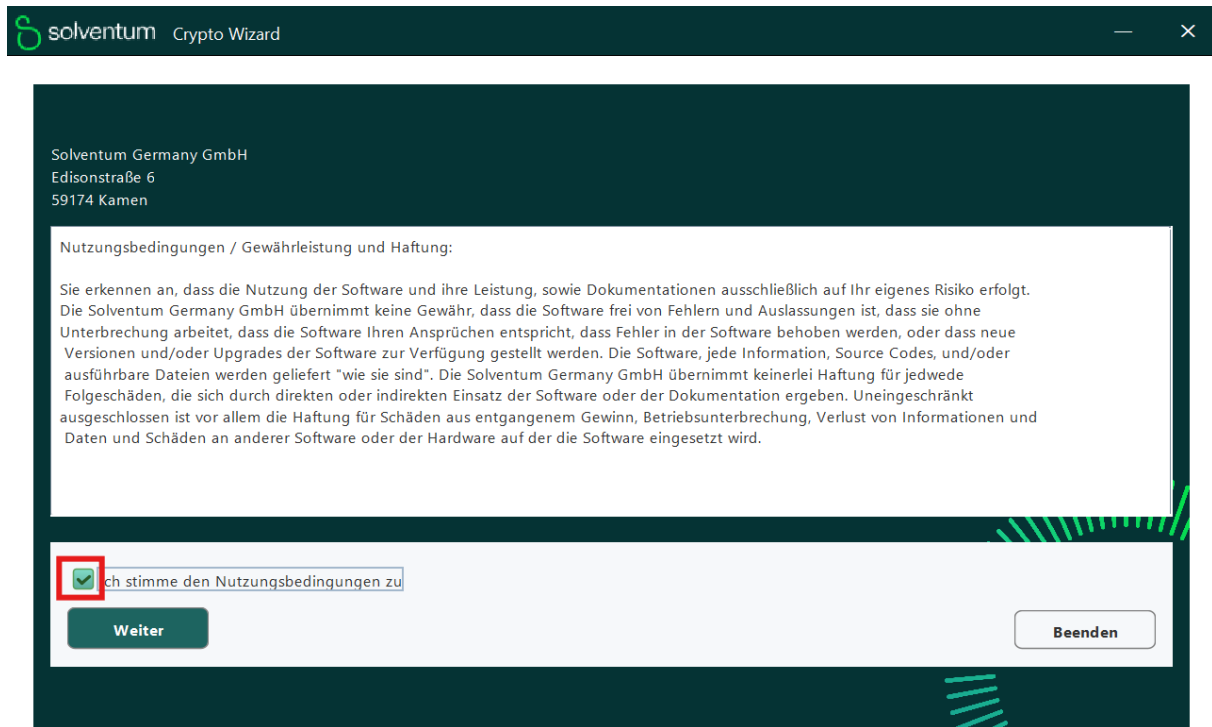 solventum Crypto Wizard
Solventum Germany GmbH
Edisonstraße 6
59174 Kamen
Nutzungsbedingungen / Gewährleistung und Haftung:
Sie erkennen an, dass die Nutzung der Software und ihre Leistung, sowie Dokumentationen ausschließlich auf Ihr eigenes Risiko erfolgt.
Die Solventum Germany GmbH übernimmt keine Gewähr, dass die Software frei von Fehlern und Auslassungen ist, dass sie ohne
Unterbrechung arbeitet, dass die Software Ihren Ansprüchen entspricht, dass Fehler in der Software behoben werden, oder dass neue
Versionen und/oder Upgrades der Software zur Verfügung gestellt werden. Die Software, jede Information, Source Codes, und/oder
ausführbare Dateien werden geliefert "wie sie sind". Die Solventum Germany GmbH übernimmt keinerlei Haftung für jedwede
Folgeschäden, die sich durch direkten oder indirekten Einsatz der Software oder der Dokumentation ergeben. Uneingeschränkt
ausgeschlossen ist vor allem die Haftung für Schäden aus entgangenem Gewinn, Betriebsunterbrechung, Verlust von Informationen und
Daten und Schäden an anderer Software oder der Hardware auf der die Software eingesetzt wird.
Ich stimme den Nutzungsbedingungen zu
Weiter
Beenden